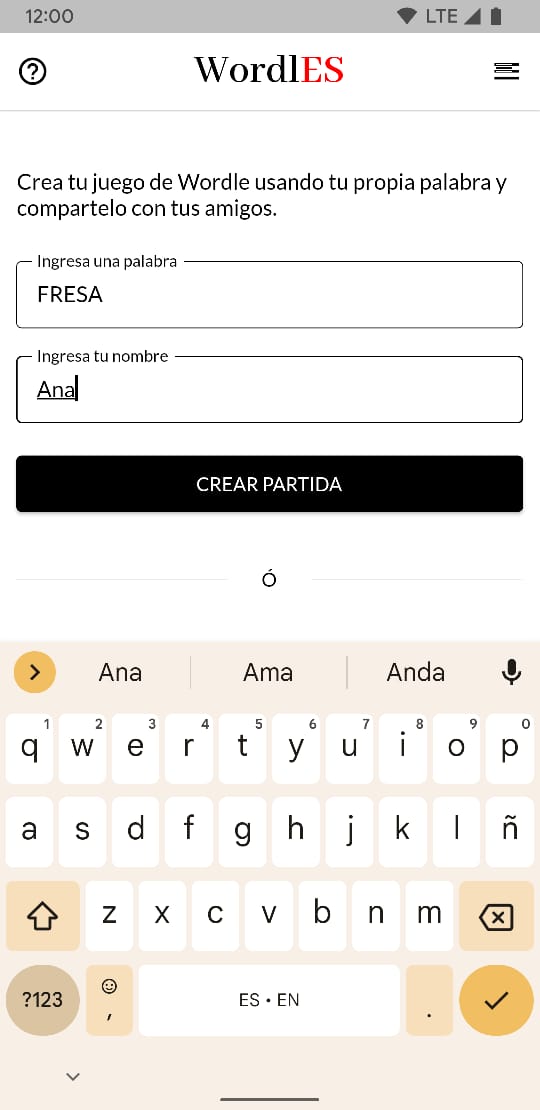 12:00 LTE
WordlES
Crea tu juego de Wordle usando tu propia palabra y
compartelo con tus amigos.
Ingresa una palabra
FRESA
Ingresa tu nombre
Ana
CREAR PARTIDA
Ó
Ana Ama Anda
1 2 3 4 5 6 7 8 9 0
q w e r t y u i o p
a s d f g h j k l ñ
z x c v b n m
?123 , ES • EN .